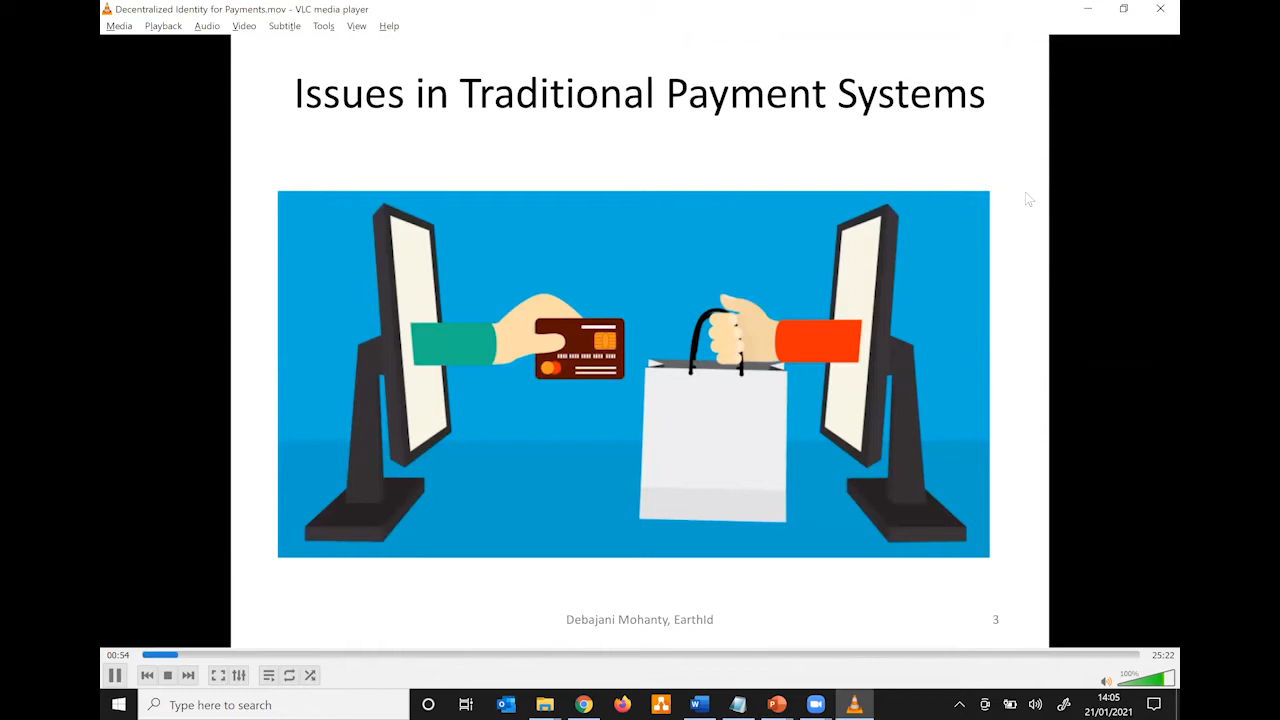 Decentralized Identity for Payments.mov - VLC media player
Media Playback Audio Video Subtitle Tools View Help
Issues in Traditional Payment Systems
Debajani Mohanty, EarthId
3
00:54
25:22
100%
Type here to search
14:05
21/01/2021